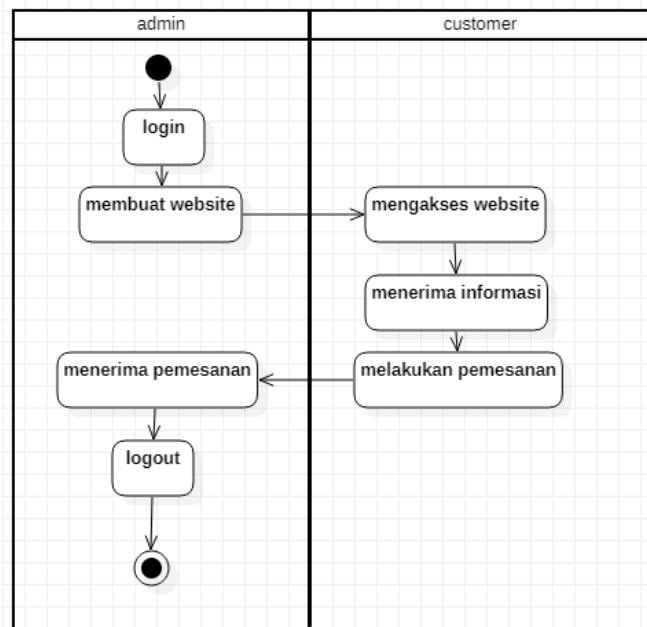 admin
customer
login
membuat website
mengakses website
menerima informasi
menerima pemesanan
melakukan pemesanan
logout